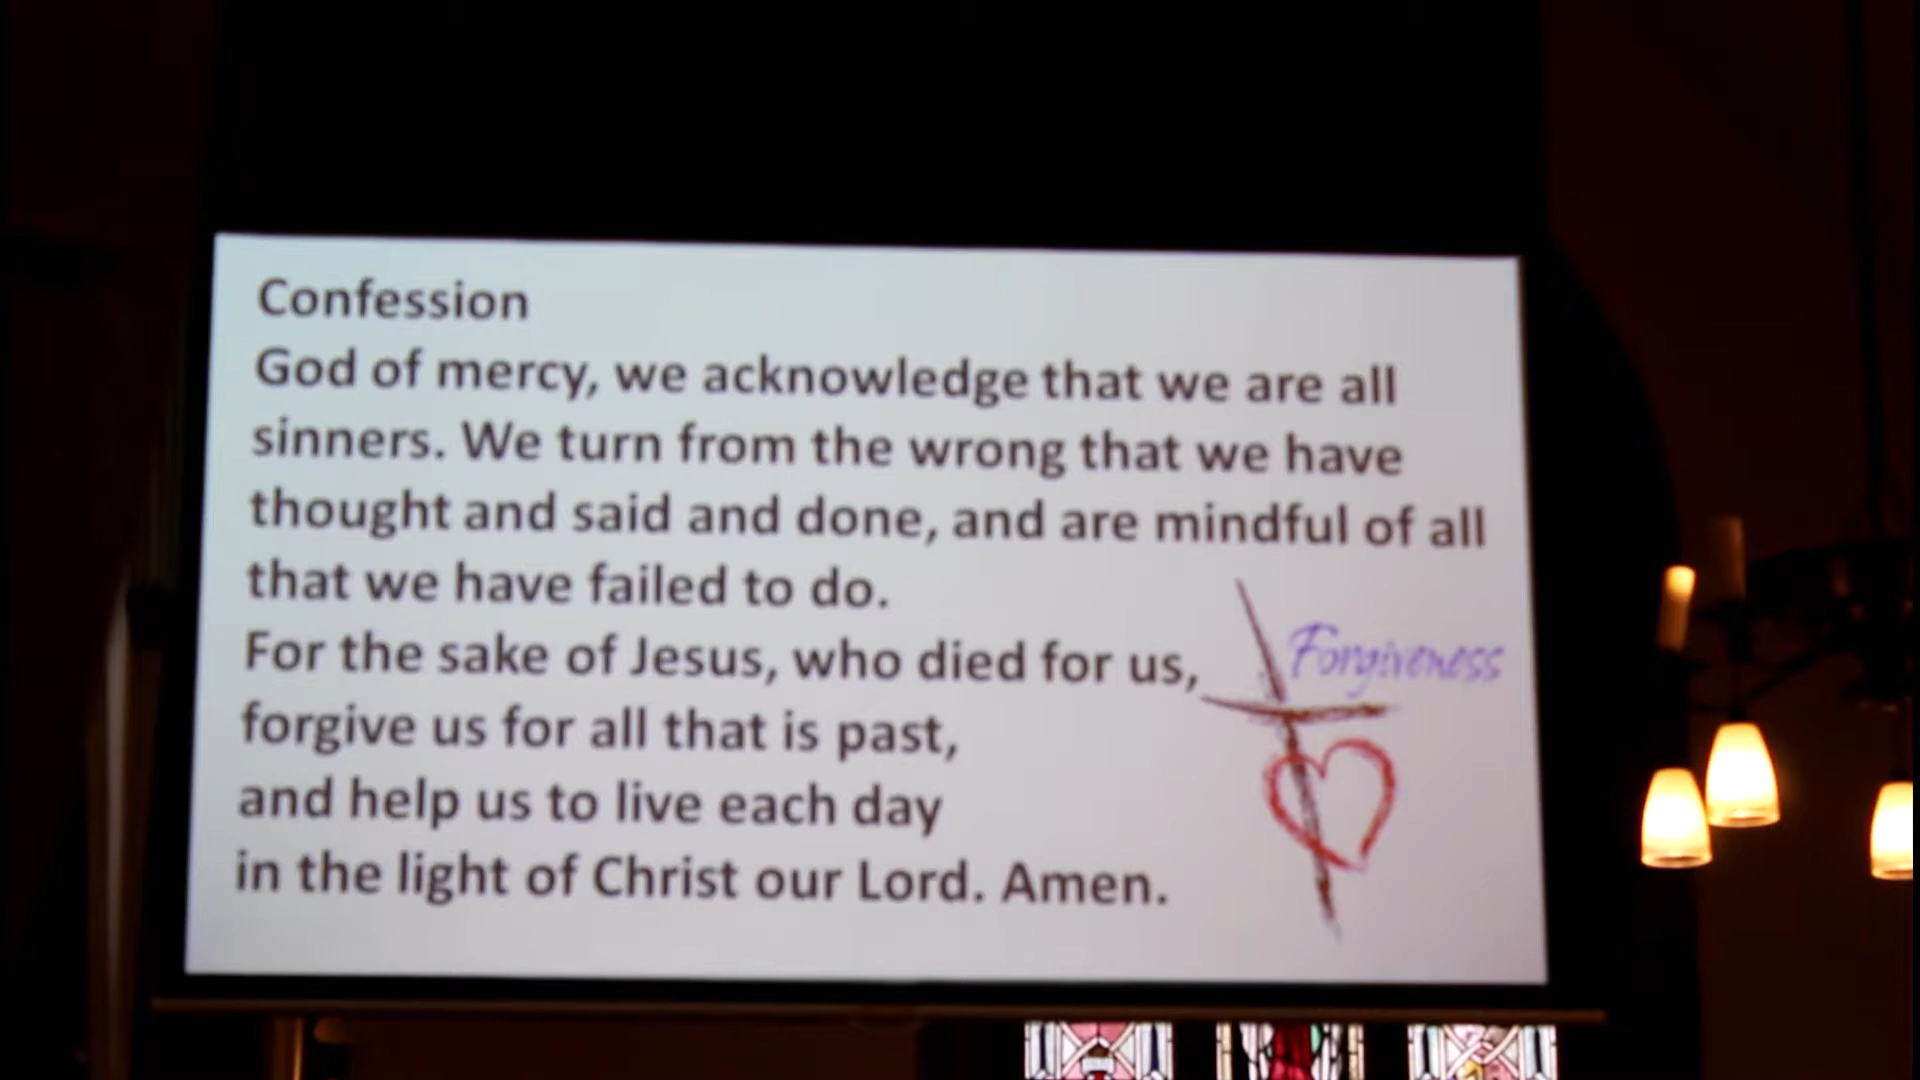 Confession
God of mercy, we acknowledge that we are all
sinners. We turn from the wrong that we have
thought and said and done, and are mindful of all
that we have failed to do.
For the sake of Jesus, who died for us,
Forgiveness
forgive us for all that is past,
and help us to live each day
in the light of Christ our Lord. Amen.